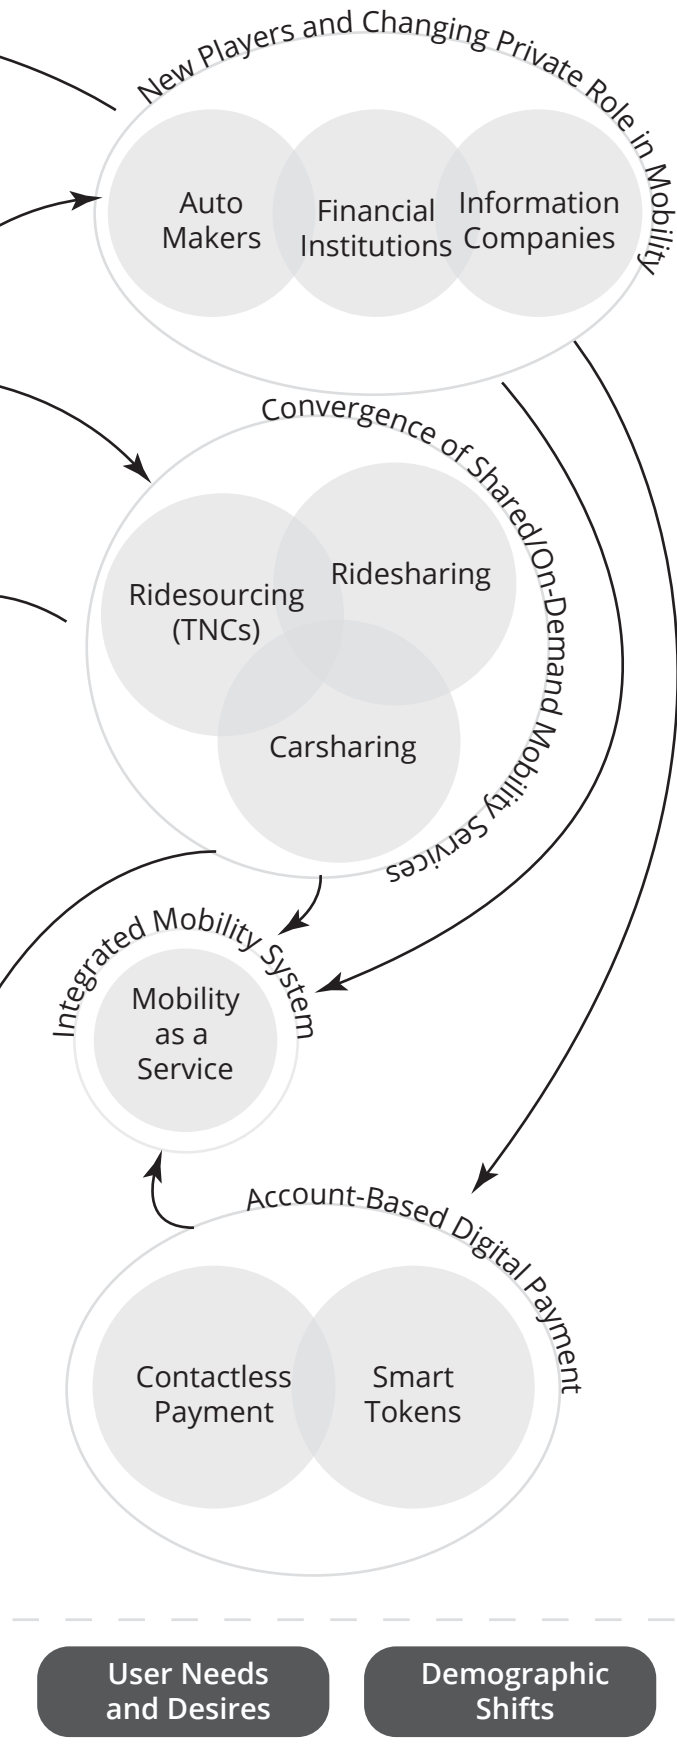 New Players and Changing Private Role in Mobility
Auto
Makers
Financial
Institutions
Information
Companies
Convergence of Shared/On-Demand Mobility Services
Ridesourcing
(TNCs)
Ridesharing
Carsharing
Integrated Mobility System
Mobility
as a
Service
Account-Based Digital Payment
Contactless
Payment
Smart
Tokens
User Needs
and Desires
Demographic
Shifts